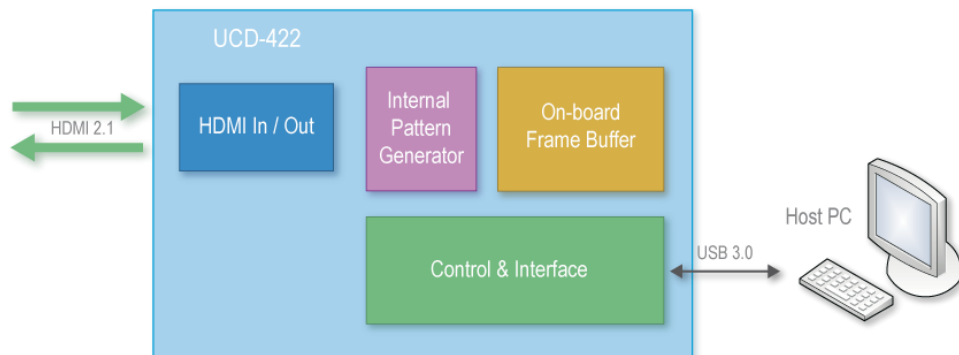 UCD-422
HDMI 2.1
HDMI In / Out
Internal
Pattern
Generator
On-board
Frame Buffer
Control & Interface
USB 3.0
Host PC